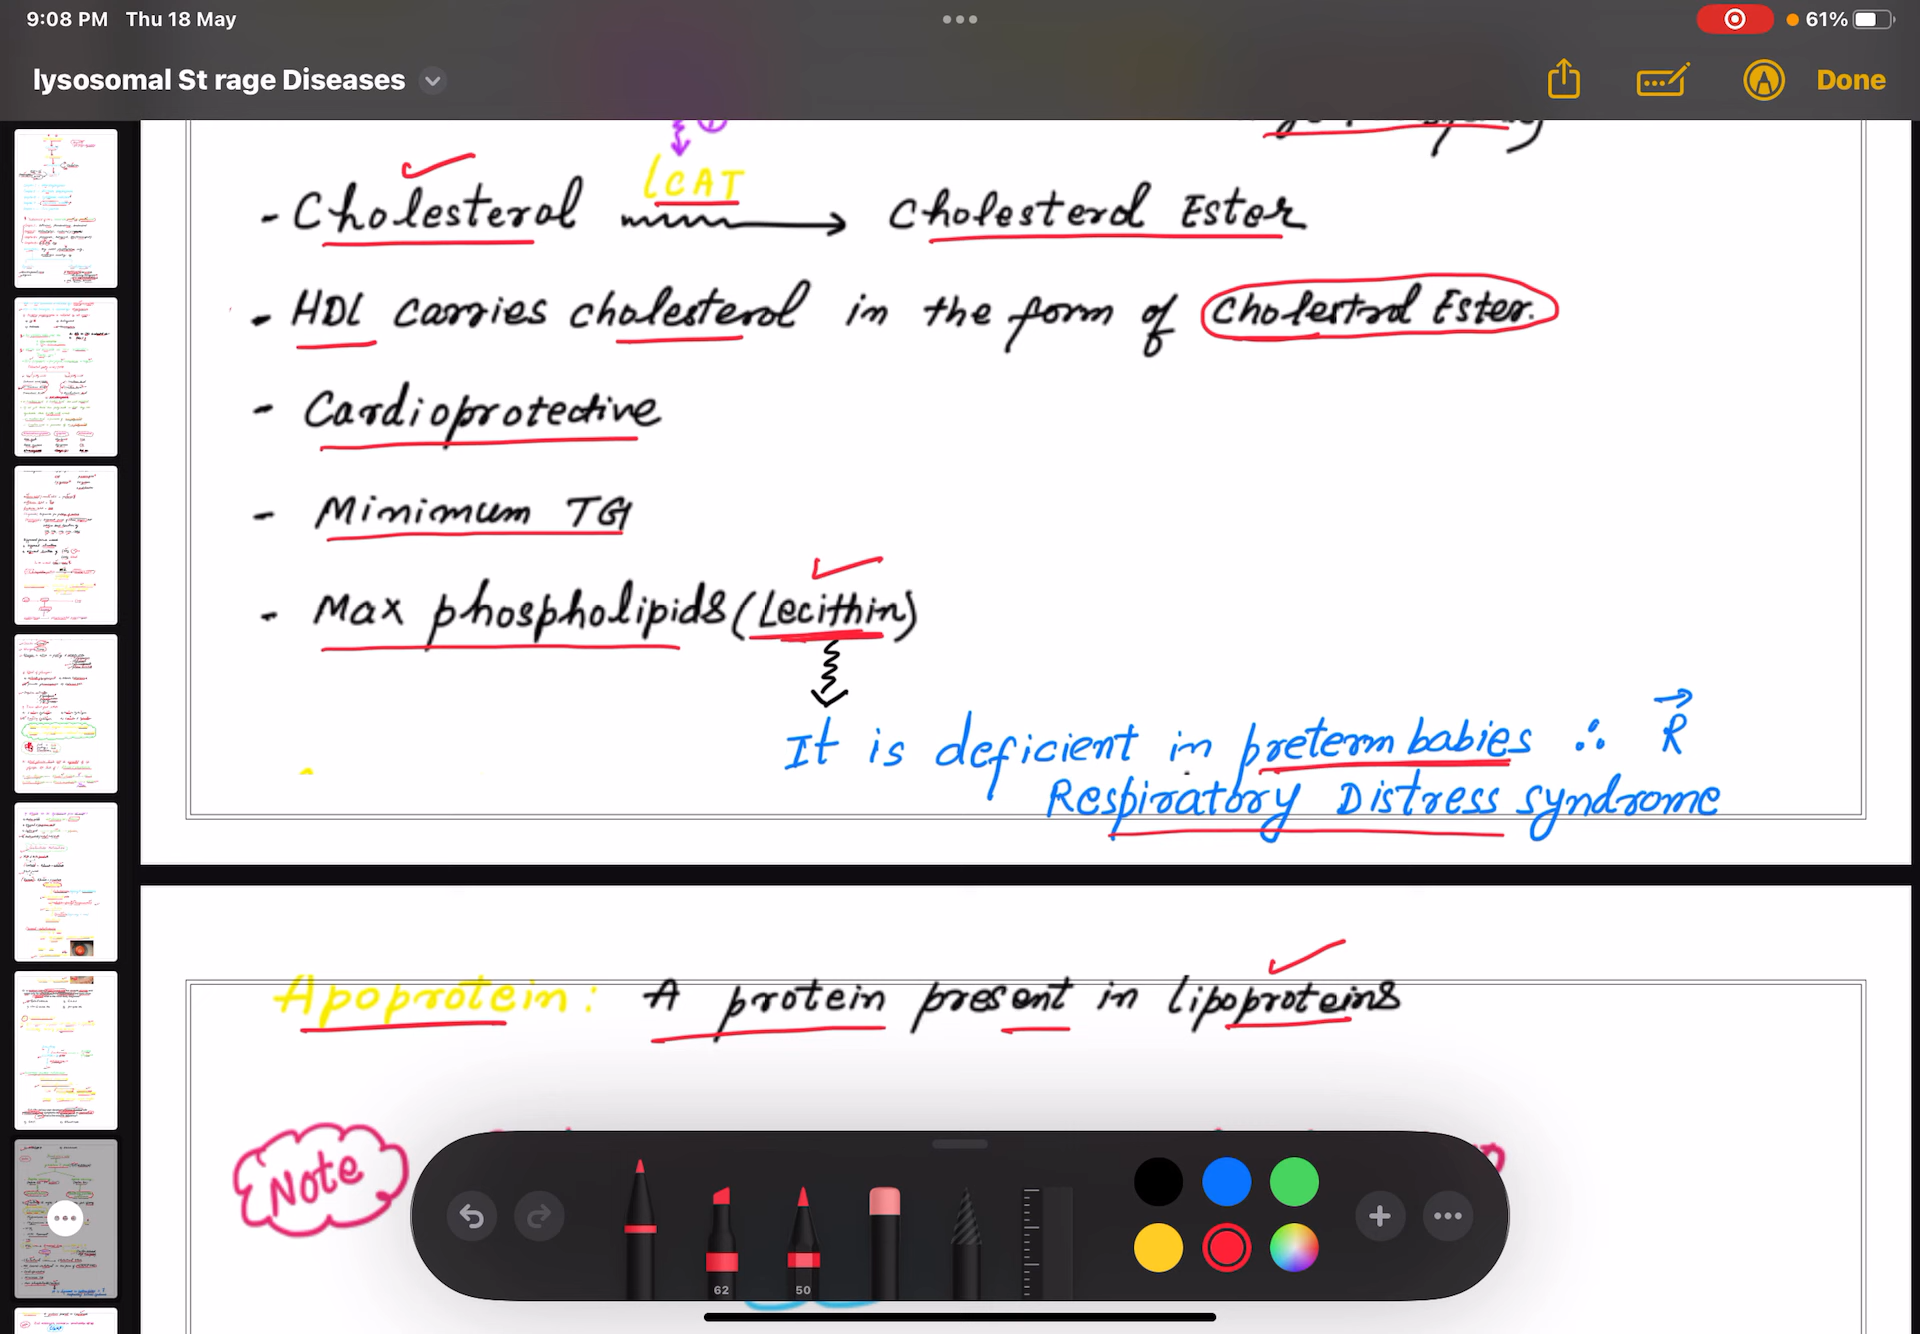 9:08 PM Thu 18 May
61%
lysosomal St rage Diseases
Done
LCAT
- Cholesterol → Cholesterol Ester
- HDL carries cholesterol in the form of Cholestrol Ester.
- Cardioprotective
- Minimum TG
- Max phospholipids (Lecithin)
It is deficient in preterm babies ∴ R
Respiratory Distress syndrome
Apoprotein: A protein present in lipoproteins
Note
62
50